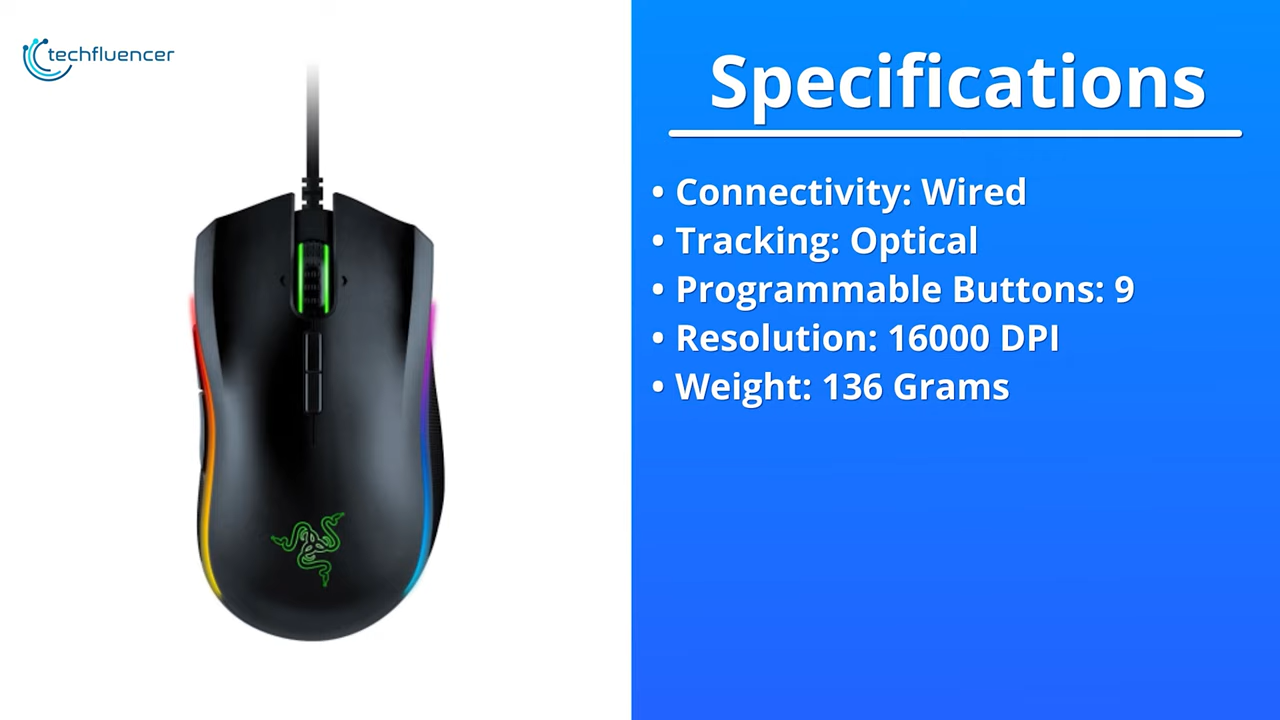 techfluencer
Specifications
• Connectivity: Wired
• Tracking: Optical
• Programmable Buttons: 9
• Resolution: 16000 DPI
• Weight: 136 Grams